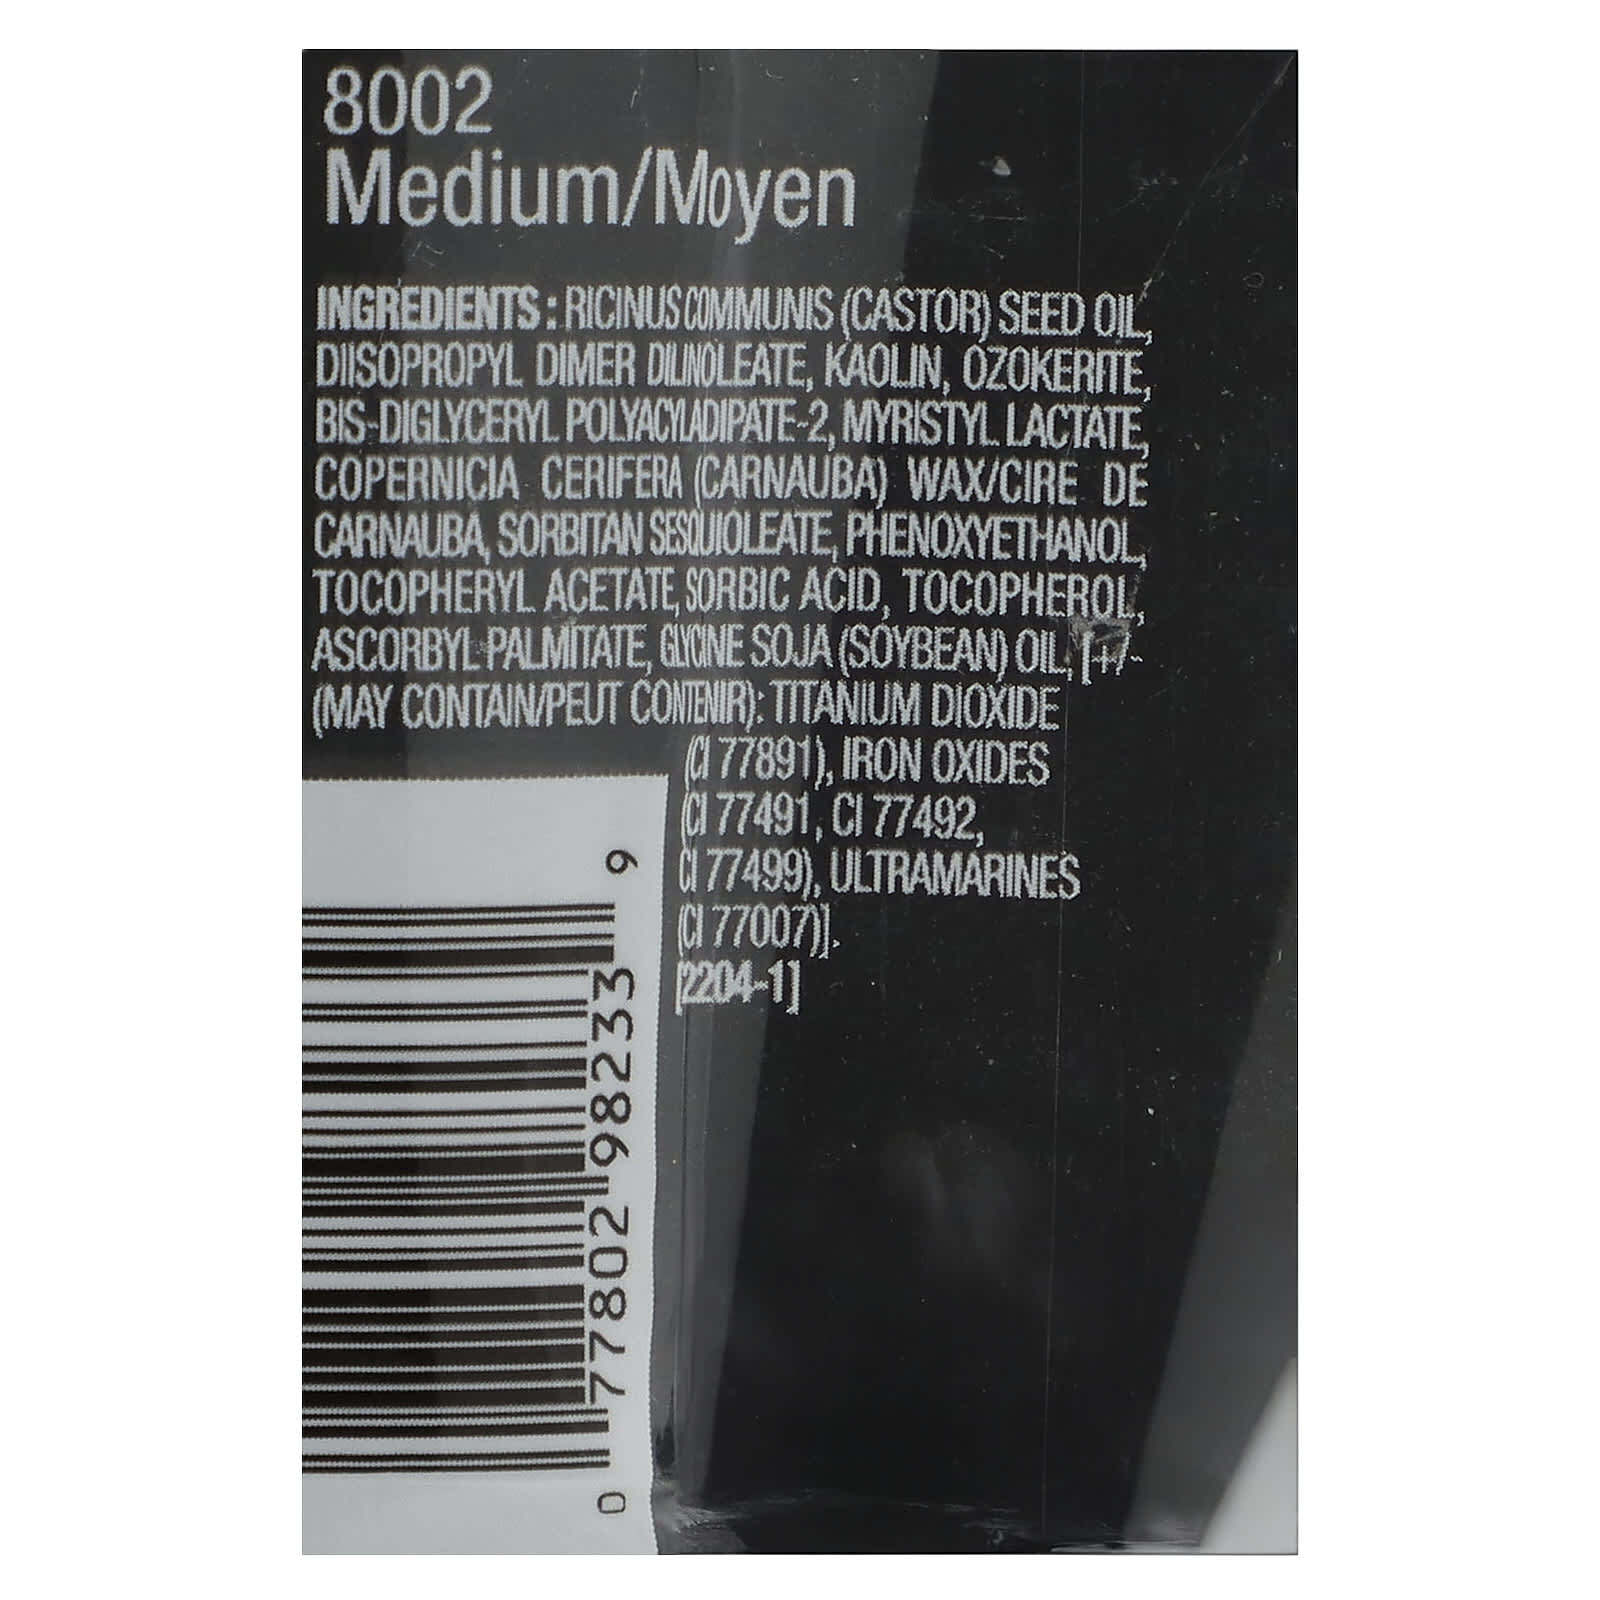 8002
Medium/Moyen
INGREDIENTS: RICINUS COMMUNIS (CASTOR) SEED OIL,
DIISOPROPYL DIMER DILINOLEATE, KAOLIN, OZOKERITE,
BIS-DIGLYCERYL POLYACYLADIPATE-2, MYRISTYL LACTATE,
COPERNICIA CERIFERA (CARNAUBA) WAX/CIRE DE
CARNAUBA, SORBITAN SESQUIOLEATE, PHENOXYETHANOL,
TOCOPHERYL ACETATE, SORBIC ACID, TOCOPHEROL,
ASCORBYL PALMITATE, GLYCINE SOJA (SOYBEAN) OIL, [+/-
(MAY CONTAIN/PEUT CONTENIR): TITANIUM DIOXIDE
(CI 77891), IRON OXIDES
(CI 77491, CI 77492,
CI 77499), ULTRAMARINES
(CI 77007)].
[2204-1]
0 77802 98233 9